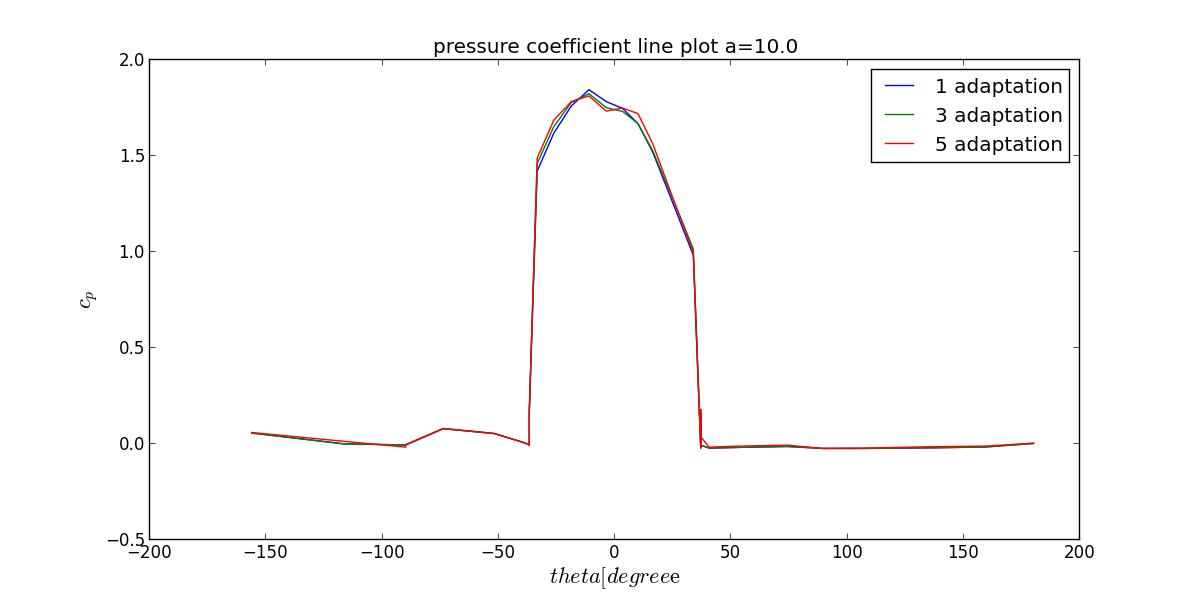 pressure coefficient line plot a=10.0
2.0
1.5
1.0
0.5
0.0
−0.5
c_p
1 adaptation
3 adaptation
5 adaptation
−200 −150 −100 −50 0 50 100 150 200
theta[degree